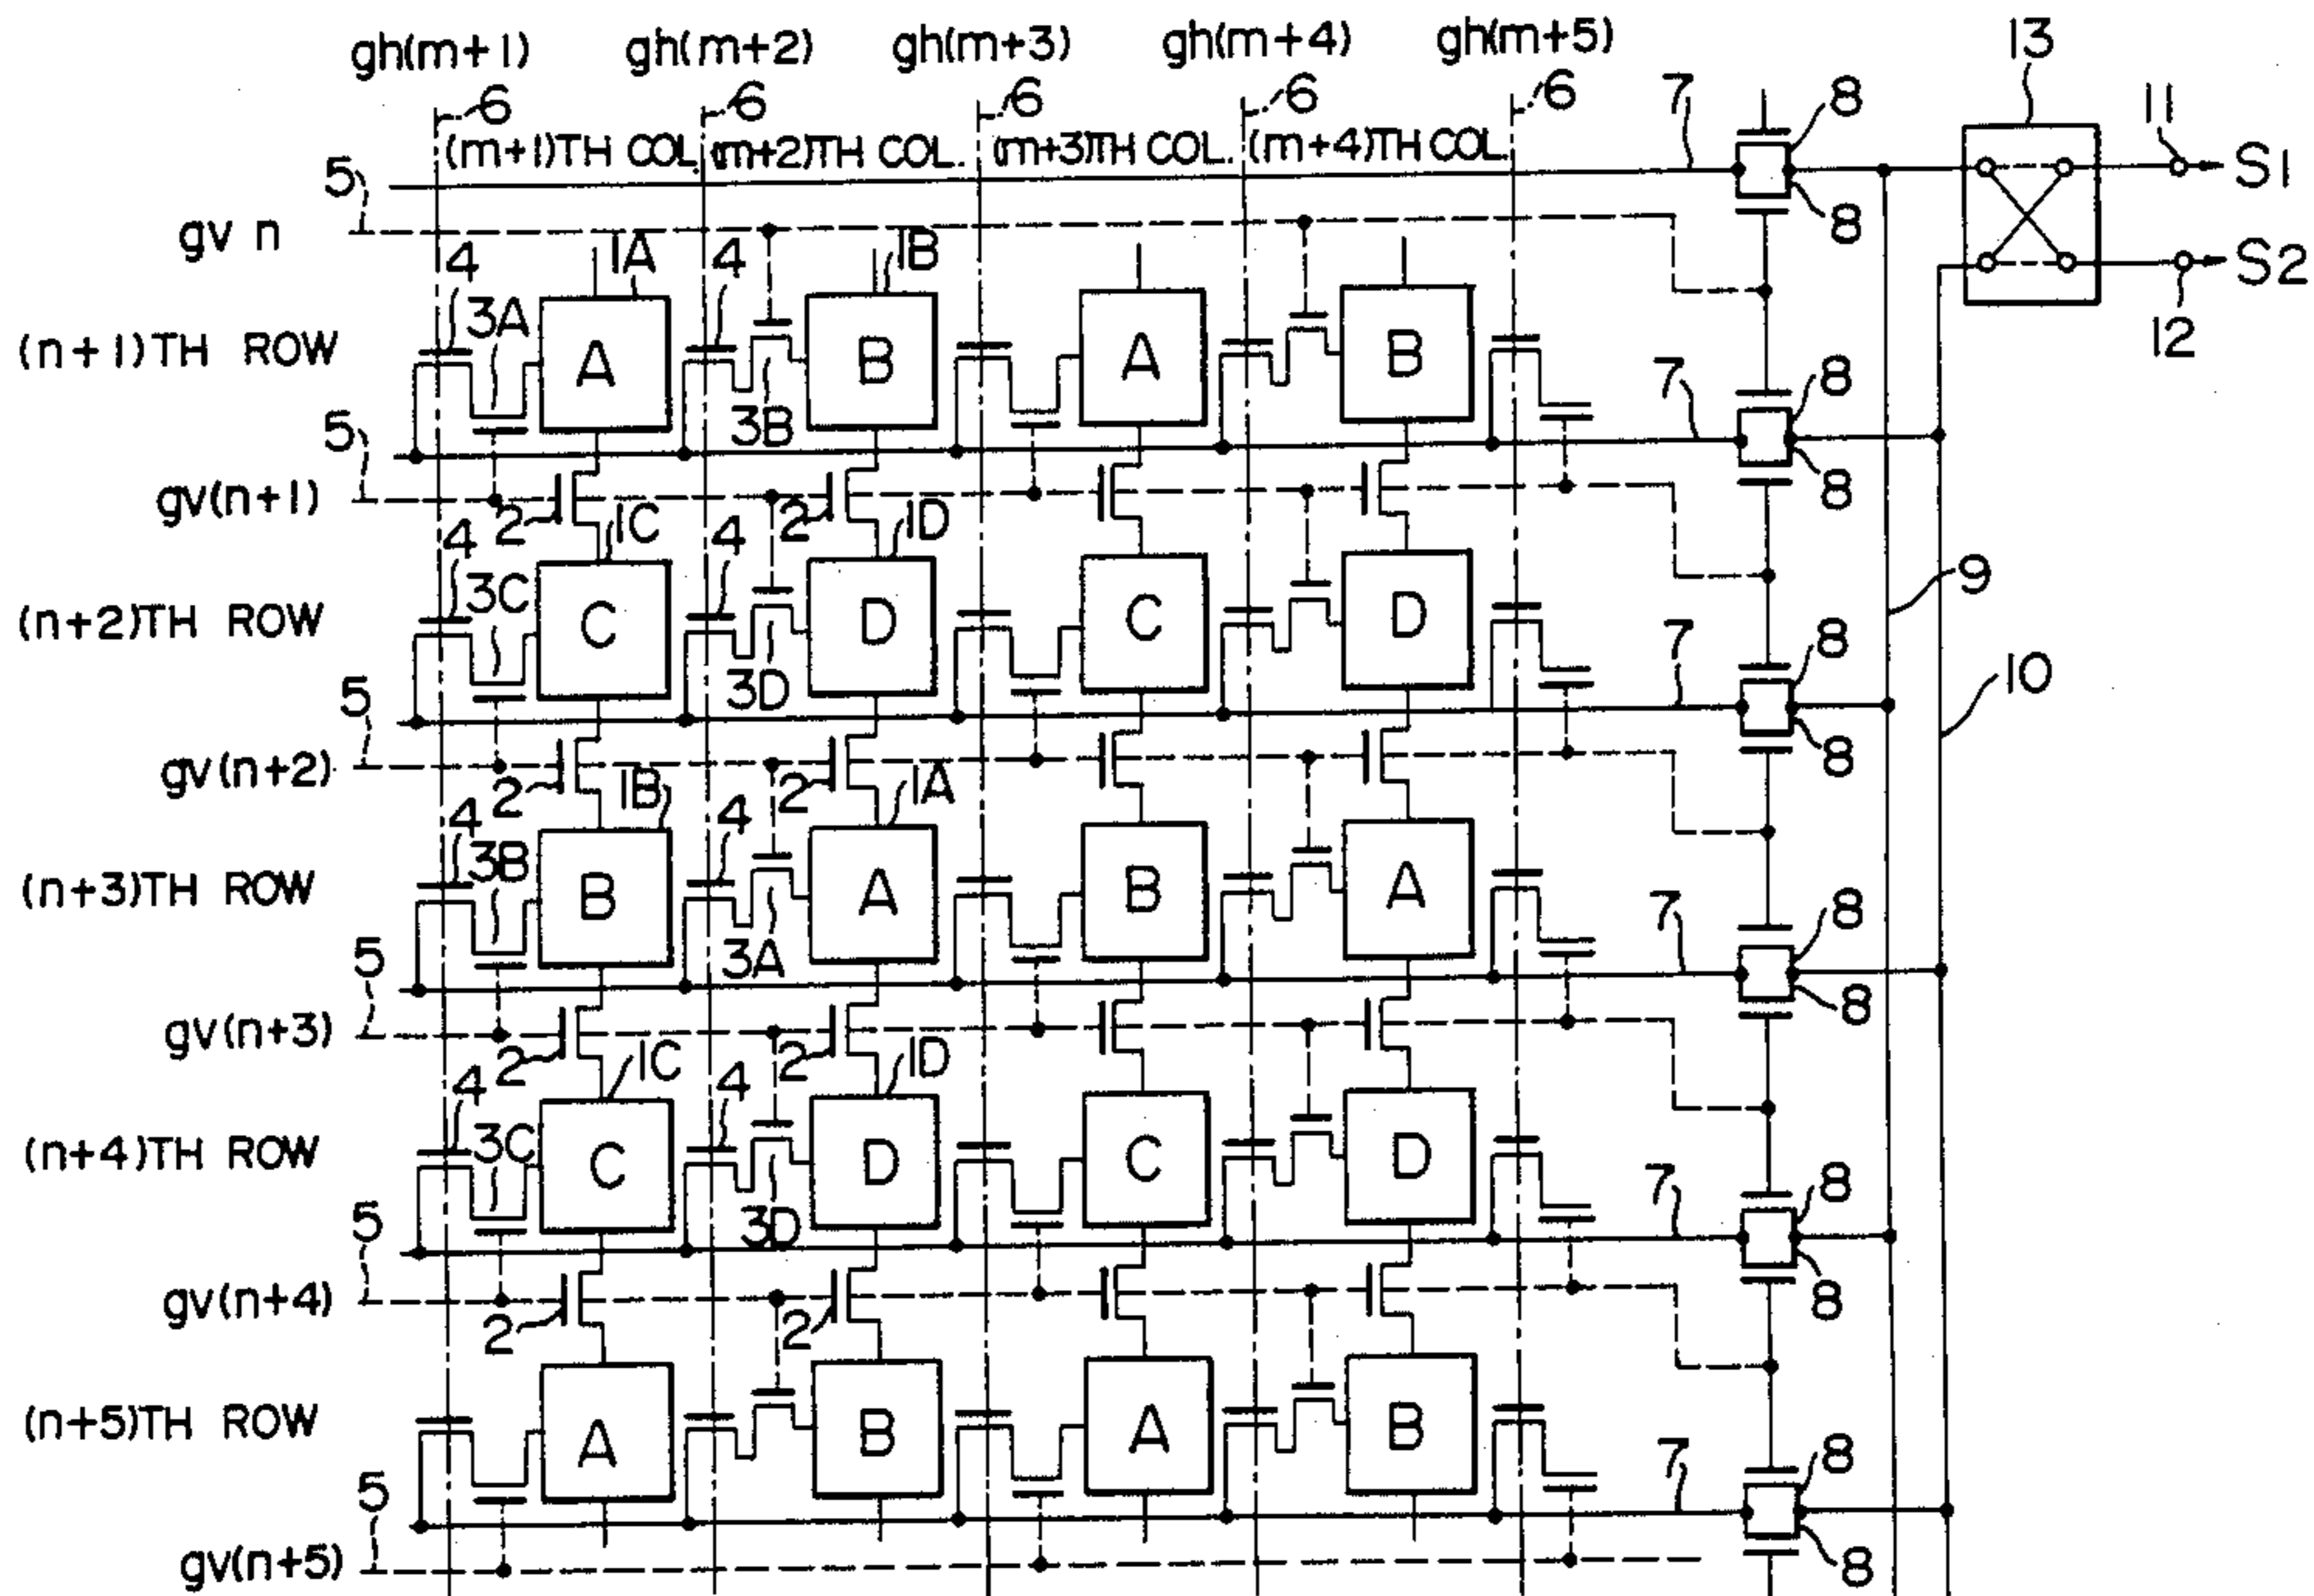 gh(m+1) gh(m+2) gh(m+3) gh(m+4) gh(m+5) 13
6 6 6 6 6 7 8 11
(m+1)TH COL. (m+2)TH COL. (m+3)TH COL. (m+4)TH COL.
5 S1
gv n 8 S2
4 1A 4 1B 12
3A
(n+1)TH ROW A B A B 7 8
5 3B
gv(n+1) 8
2 1C 2 1D
4 4 9
3C
(n+2)TH ROW C D C D 7 8
5 3D 10
gv(n+2) 8
2 1B 2 1A
4 4
3B
(n+3)TH ROW B A B A 7 8
5 3A
gv(n+3) 8
2 1C 2 1D
4 4
3C
(n+4)TH ROW C D C D 7 8
5 3D
gv(n+4) 8
2 2
(n+5)TH ROW A B A B 7 8
5
gv(n+5) 8